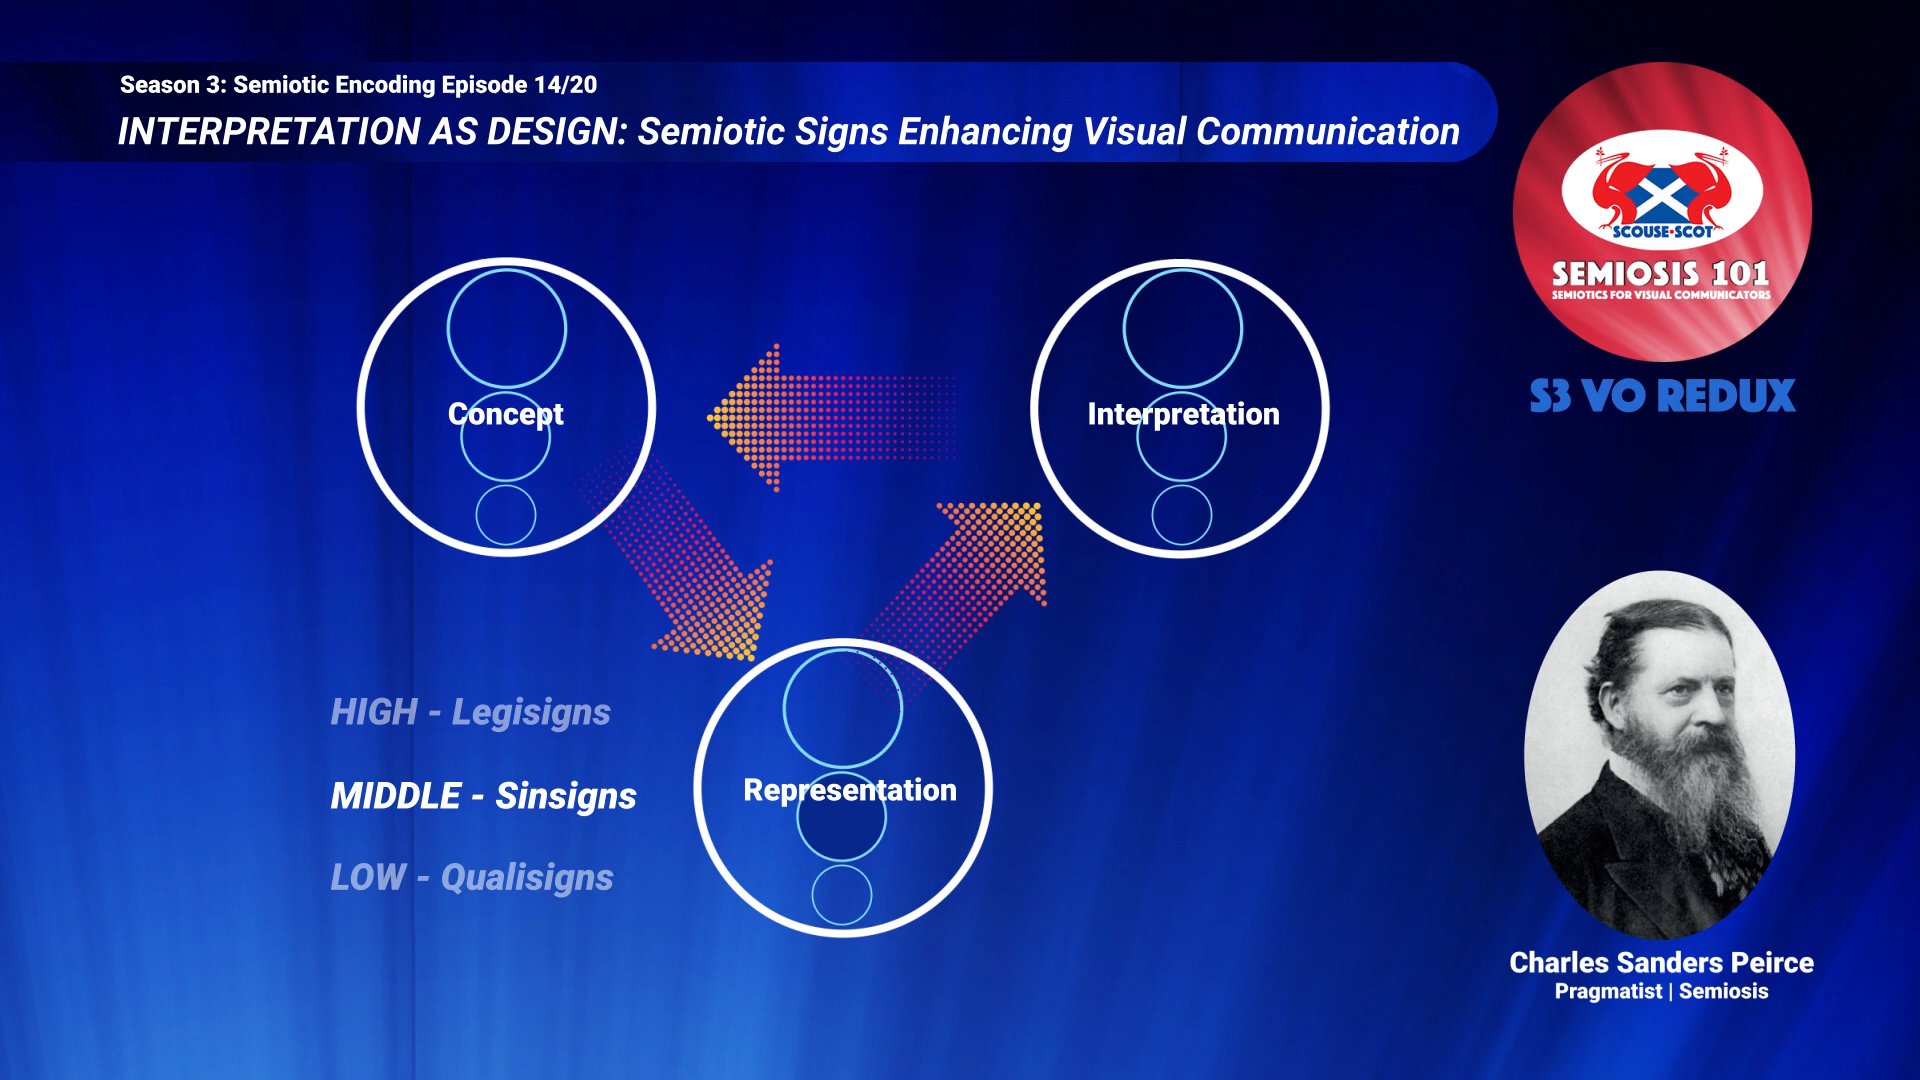 Season 3: Semiotic Encoding Episode 14/20
INTERPRETATION AS DESIGN: Semiotic Signs Enhancing Visual Communication
SCOUSE•SCOT
SEMIOSIS 101
SEMIOTICS FOR VISUAL COMMUNICATORS
S3 VO REDUX
Concept
Interpretation
HIGH - Legisigns
MIDDLE - Sinsigns
Representation
LOW - Qualisigns
Charles Sanders Peirce
Pragmatist | Semiosis